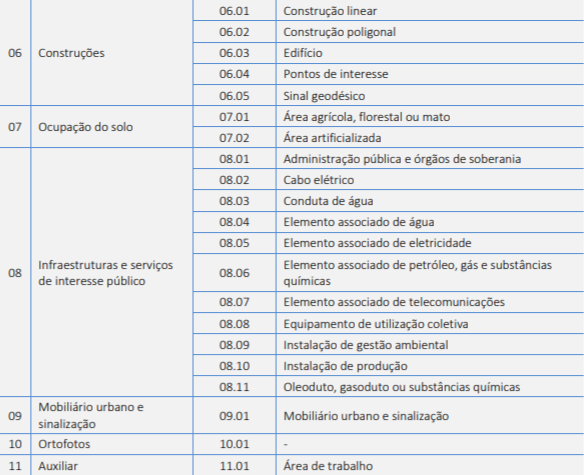 06 Construções 06.01 Construção linear
06.02 Construção poligonal
06.03 Edifício
06.04 Pontos de interesse
06.05 Sinal geodésico
07 Ocupação do solo 07.01 Área agrícola, florestal ou mato
07.02 Área artificializada
08 Infraestruturas e serviços
de interesse público
08.01 Administração pública e órgãos de soberania
08.02 Cabo elétrico
08.03 Conduta de água
08.04 Elemento associado de água
08.05 Elemento associado de eletricidade
08.06 Elemento associado de petróleo, gás e substâncias
químicas
08.07 Elemento associado de telecomunicações
08.08 Equipamento de utilização coletiva
08.09 Instalação de gestão ambiental
08.10 Instalação de produção
08.11 Oleoduto, gasoduto ou substâncias químicas
09 Mobiliário urbano e
sinalização
09.01 Mobiliário urbano e sinalização
10 Ortofotos 10.01 -
11 Auxiliar 11.01 Área de trabalho